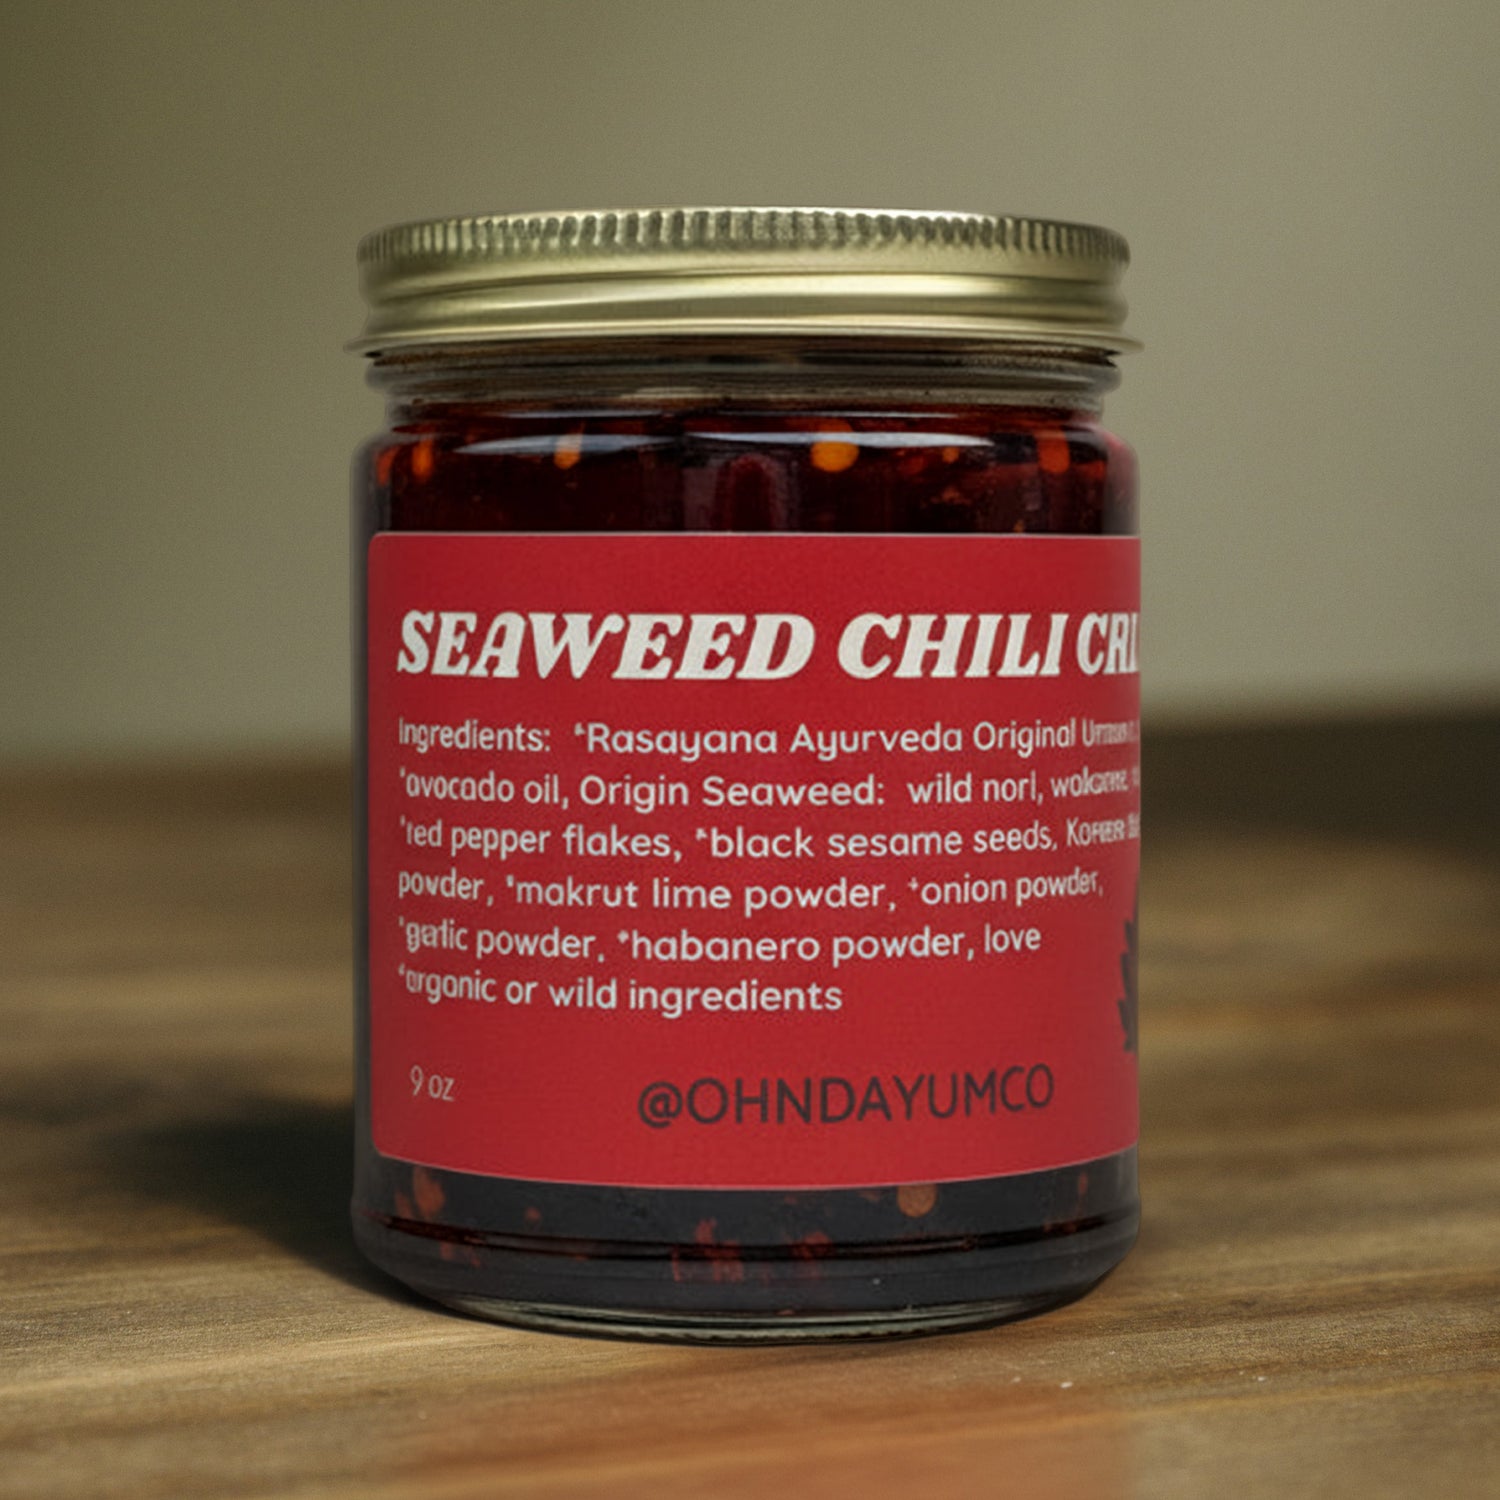 SEAWEED CHILI
Ingredients: *Rasayana Ayurveda Original
*avocado oil, Origin Seaweed: wild nori,
*red pepper flakes, *black sesame seeds,
powder, *makrut lime powder, *onion powder,
*garlic powder, *habanero powder, love
*organic or wild ingredients
9 oz
@OHNDAYUMCO